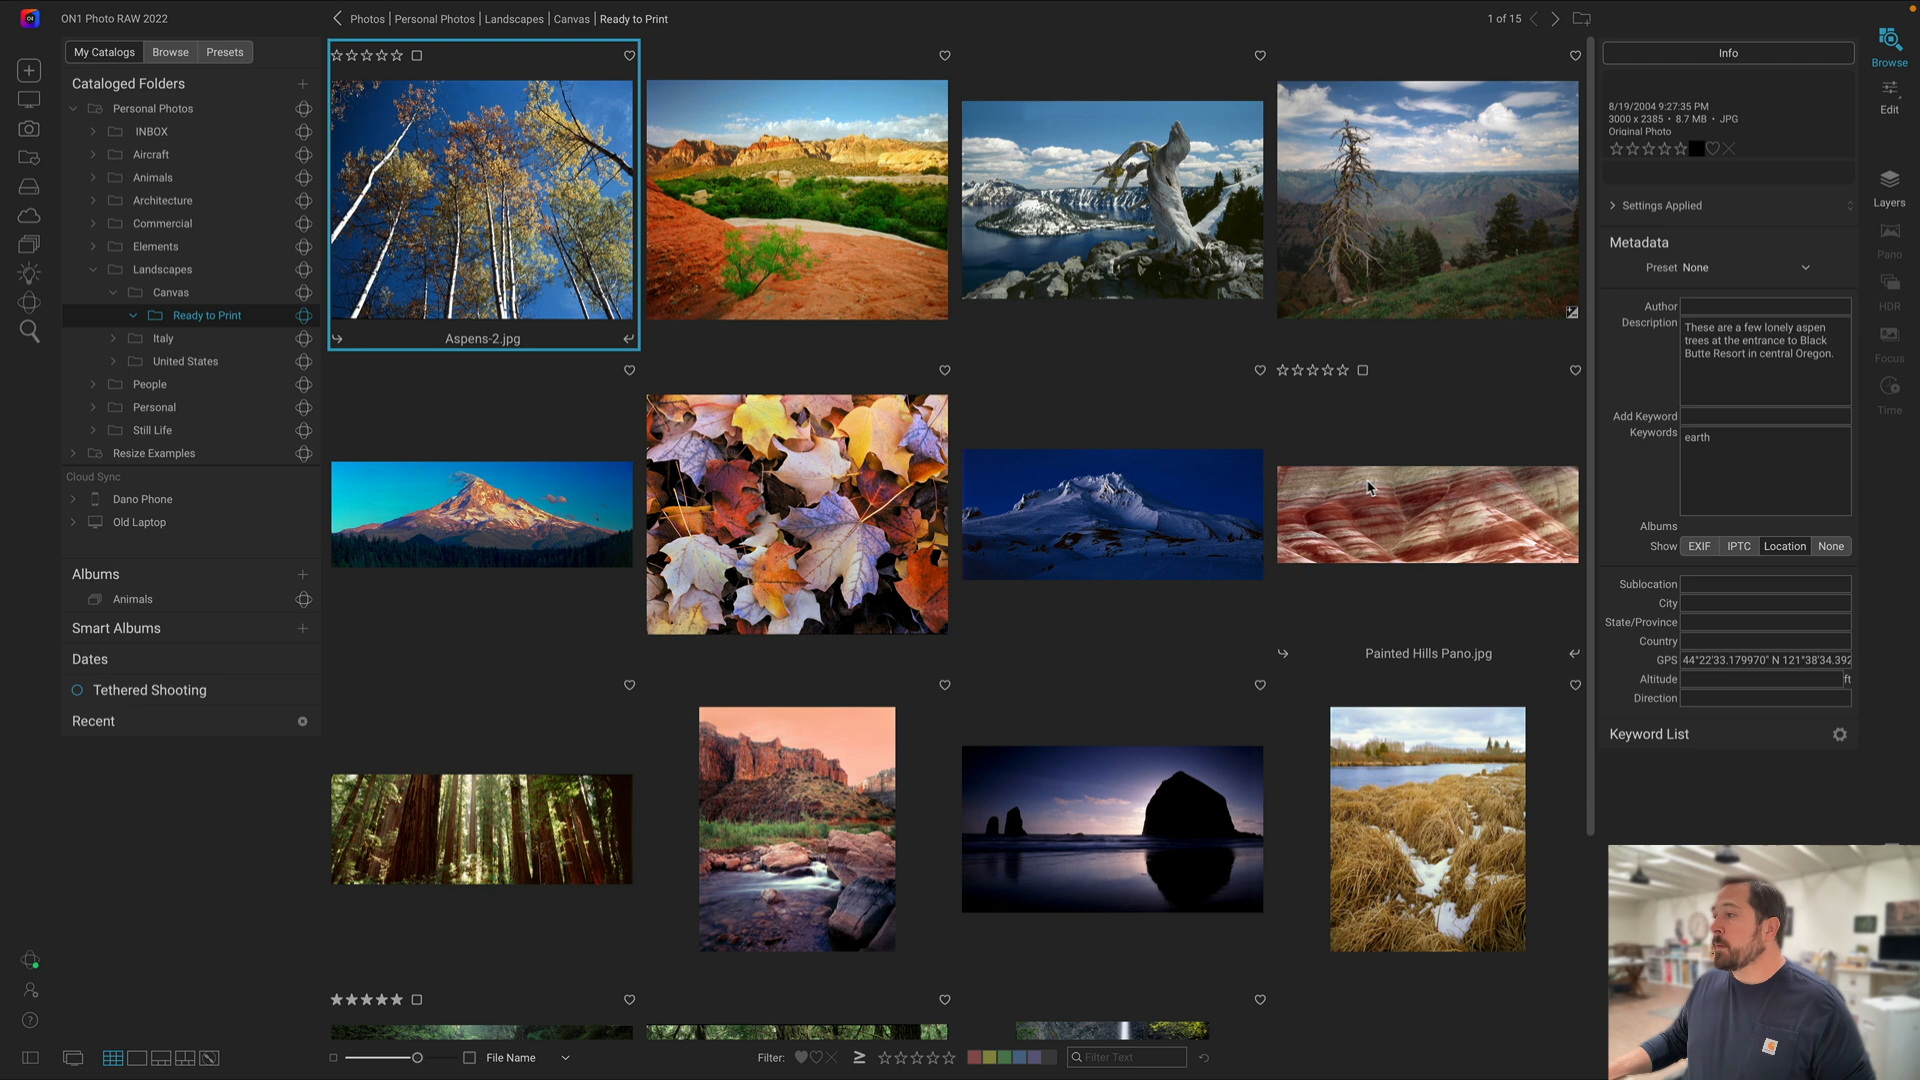 ON1 Photo RAW 2022
Photos | Personal Photos | Landscapes | Canvas | Ready to Print
1 of 15
My Catalogs Browse Presets
Cataloged Folders
Personal Photos
INBOX
Aircraft
Animals
Architecture
Commercial
Elements
Landscapes
Canvas
Ready to Print
Italy
United States
People
Personal
Still Life
Resize Examples
Cloud Sync
Dano Phone
Old Laptop
Albums
Animals
Smart Albums
Dates
Tethered Shooting
Recent
Aspens-2.jpg
Painted Hills Pano.jpg
File Name
Filter:
Filter Text
Info
8/19/2004 9:27:35 PM
3000 x 2385 • 8.7 MB • JPG
Original Photo
Settings Applied
Metadata
Preset None
Author
Description These are a few lonely aspen
trees at the entrance to Black
Butte Resort in central Oregon.
Add Keyword
Keywords earth
Albums
Show EXIF IPTC Location None
Sublocation
City
State/Province
Country
GPS 44°22'33.179970" N 121°38'34.392
Altitude ft
Direction
Keyword List
Browse
Edit
Layers
Pano
HDR
Focus
Time